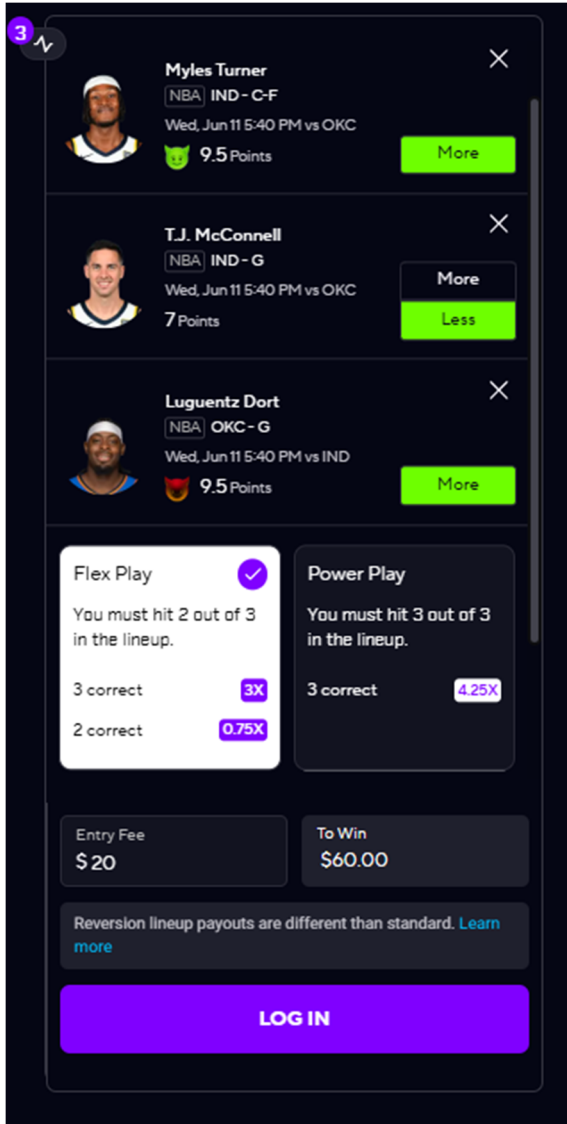 3
Myles Turner
NBA IND - C-F
Wed, Jun 11 5:40 PM vs OKC
9.5 Points
More
T.J. McConnell
NBA IND - G
Wed, Jun 11 5:40 PM vs OKC
7 Points
More
Less
Luguentz Dort
NBA OKC - G
Wed, Jun 11 5:40 PM vs IND
9.5 Points
More
Flex Play
You must hit 2 out of 3
in the lineup.
3 correct 3X
2 correct 0.75X
Power Play
You must hit 3 out of 3
in the lineup.
3 correct 4.25X
Entry Fee
$ 20
To Win
$60.00
Reversion lineup payouts are different than standard. Learn
more
LOG IN